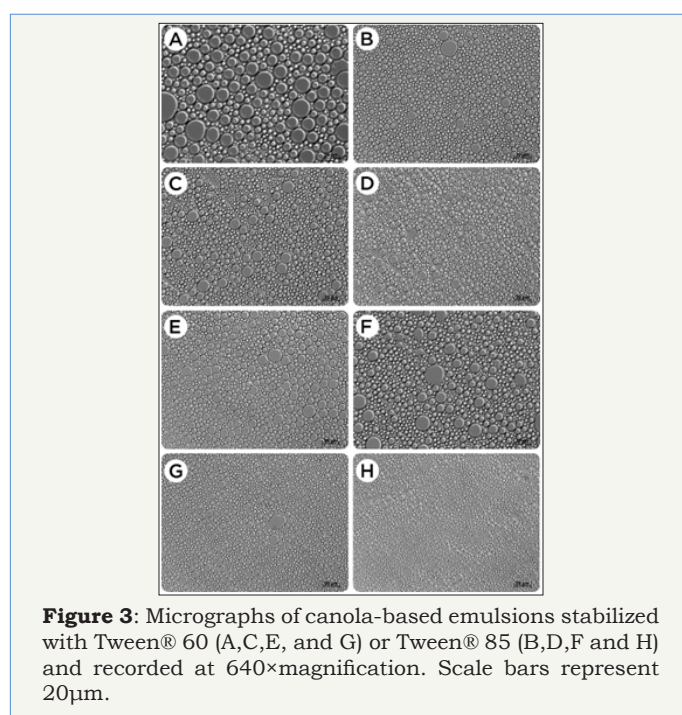 A
B
C
D
E
F
G
H
Figure 3: Micrographs of canola-based emulsions stabilized
with Tween® 60 (A,C,E, and G) or Tween® 85 (B,D,F and H)
and recorded at 640×magnification. Scale bars represent
20µm.